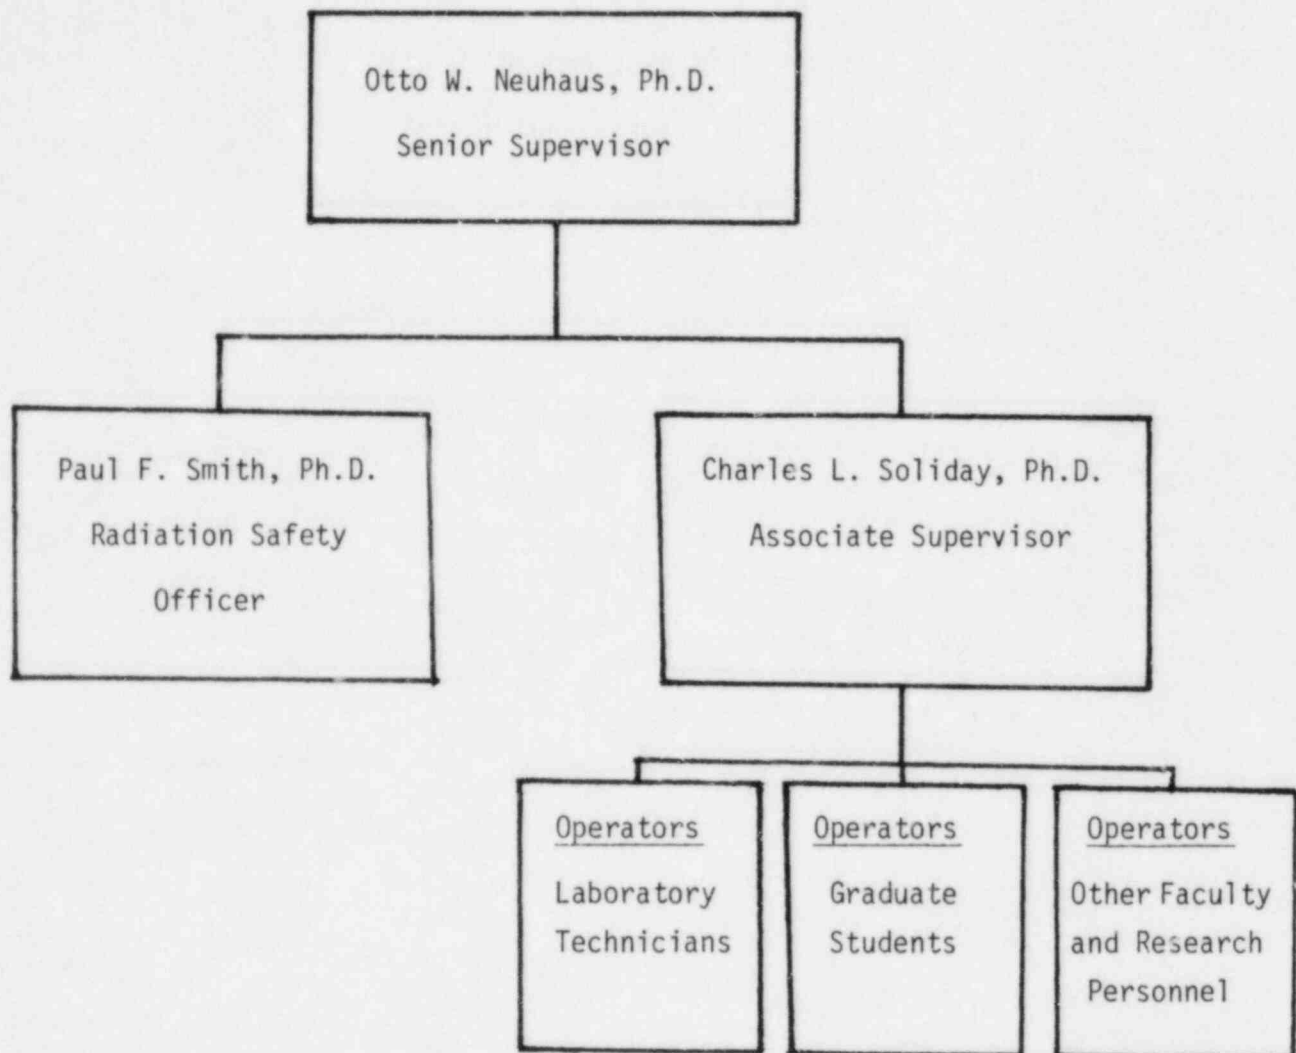 Otto W. Neuhaus, Ph.D.
Senior Supervisor
Paul F. Smith, Ph.D.
Radiation Safety
Officer
Charles L. Soliday, Ph.D.
Associate Supervisor
Operators
Laboratory
Technicians
Operators
Graduate
Students
Operators
Other Faculty
and Research
Personnel